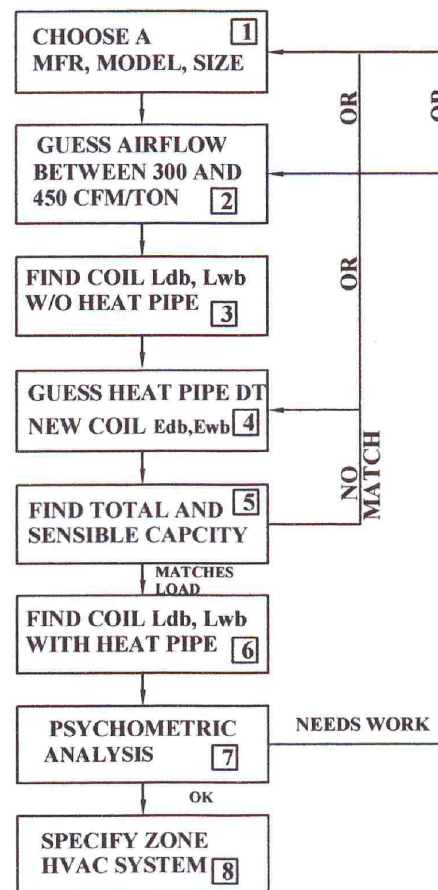 CHOOSE A
MFR, MODEL, SIZE
1
GUESS AIRFLOW
BETWEEN 300 AND
450 CFM/TON
2
FIND COIL Ldb, Lwb
W/O HEAT PIPE
3
GUESS HEAT PIPE DT
NEW COIL Edb,Ewb
4
FIND TOTAL AND
SENSIBLE CAPCITY
5
MATCHES
LOAD
FIND COIL Ldb, Lwb
WITH HEAT PIPE
6
PSYCHOMETRIC
ANALYSIS
7
OK
SPECIFY ZONE
HVAC SYSTEM
8
NO
MATCH
OR
OR
NEEDS WORK
OR